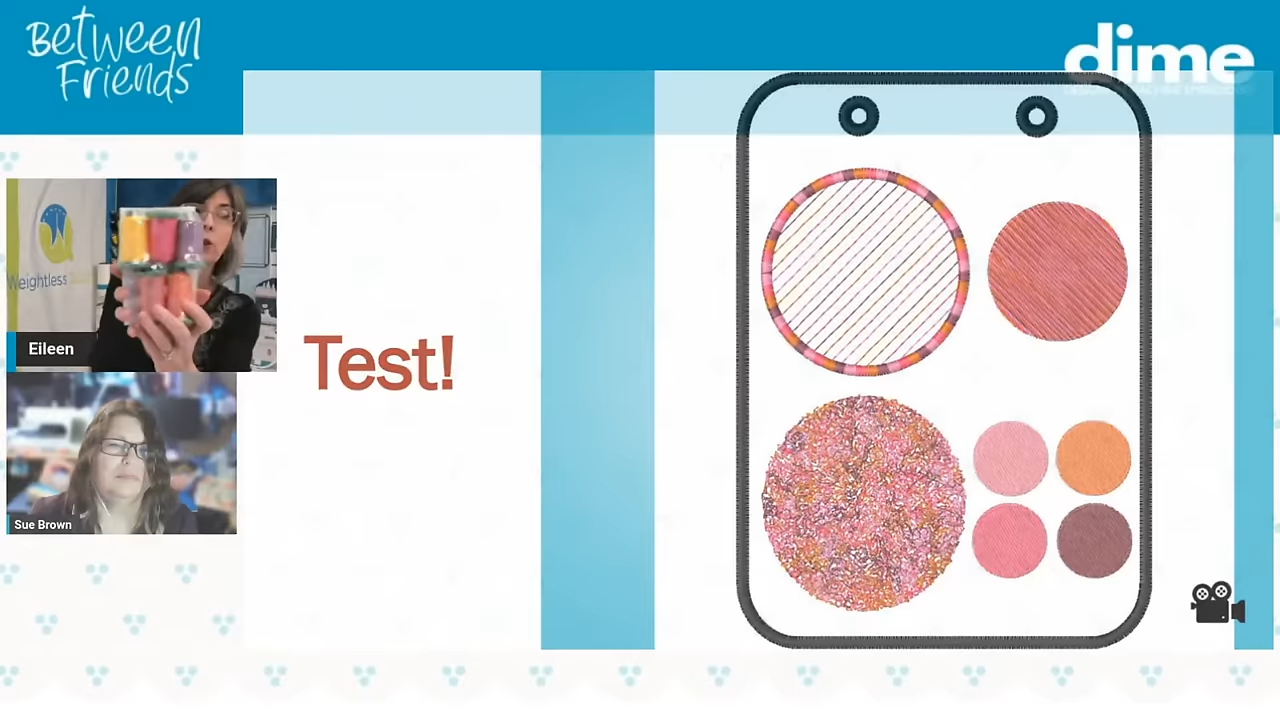 Between
Friends
dime
Weightless
Eileen
Test!
Sue Brown